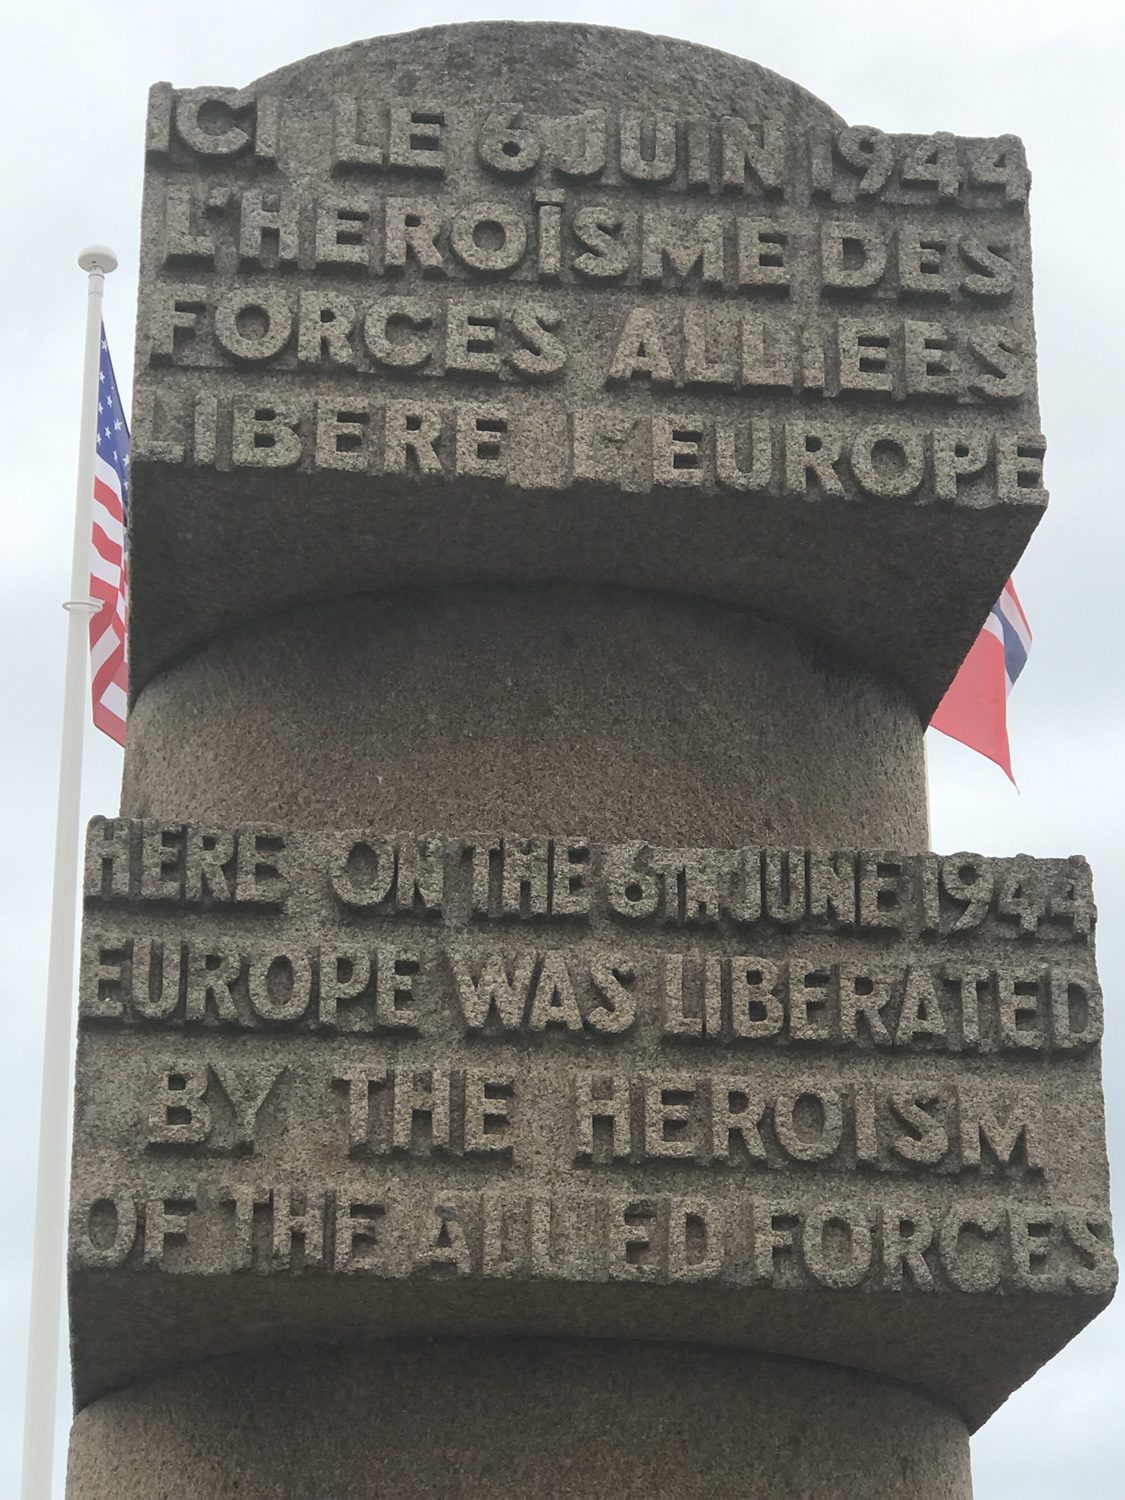 ICI LE 6 JUIN 1944
L'HEROÏSME DES
FORCES ALLIEES
LIBERE L'EUROPE
HERE ON THE 6TH JUNE 1944
EUROPE WAS LIBERATED
BY THE HEROISM
OF THE ALLIED FORCES